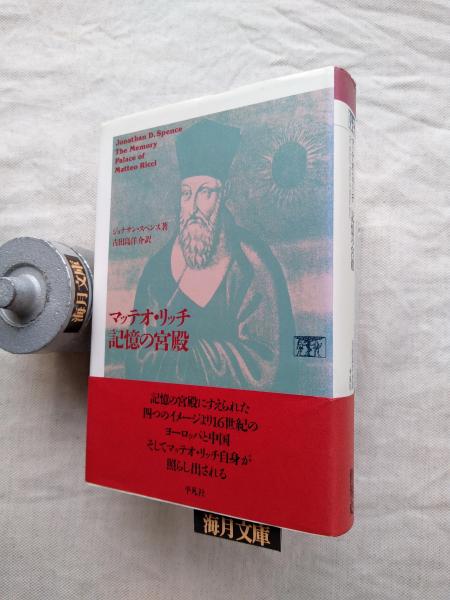 Jonathan D. Spence
The Memory
Palace of
Matteo Ricci
ジョナサン・スペンス著
古田島洋介訳
マッテオ・リッチ
記憶の宮殿
記憶の宮殿にすえられた
四つのイメージより16世紀の
ヨーロッパと中国
そしてマッテオ・リッチ自身が
照らし出される
平凡社
海月文庫
海月文庫